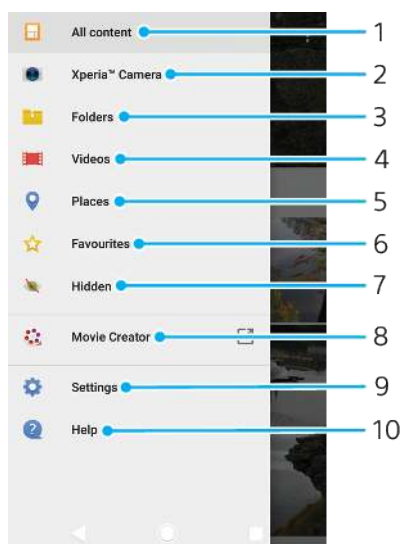 All content 1
Xperia™ Camera 2
Folders 3
Videos 4
Places 5
Favourites 6
Hidden 7
Movie Creator 8
Settings 9
Help 10